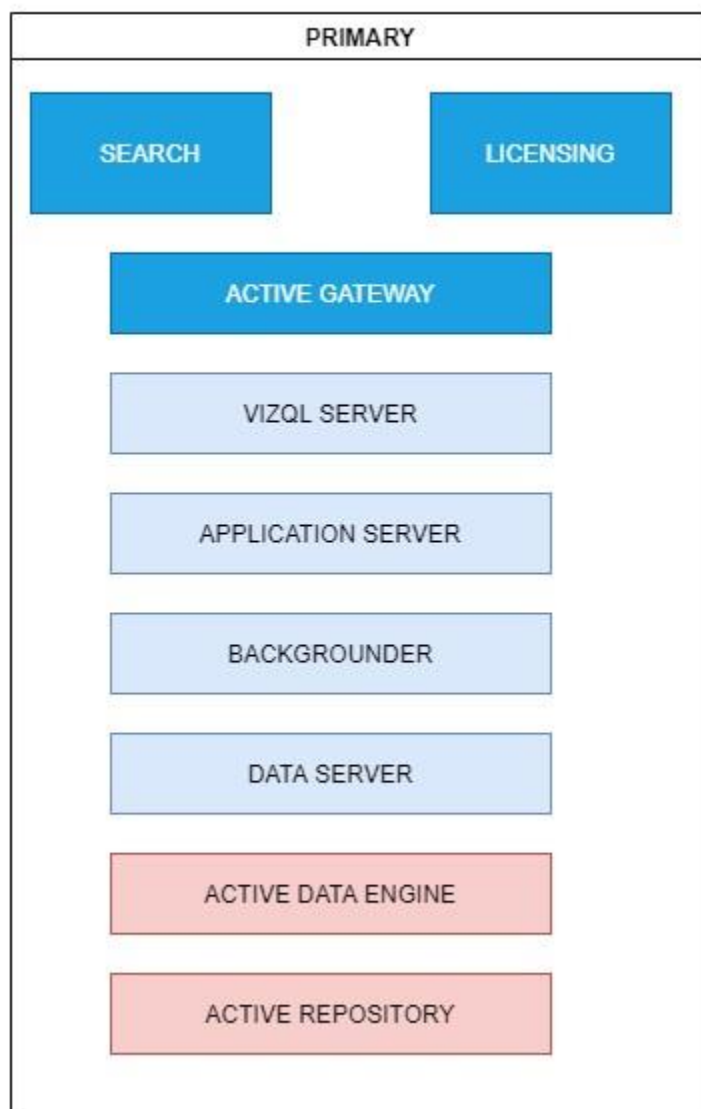 PRIMARY
SEARCH
LICENSING
ACTIVE GATEWAY
VIZQL SERVER
APPLICATION SERVER
BACKGROUNDER
DATA SERVER
ACTIVE DATA ENGINE
ACTIVE REPOSITORY